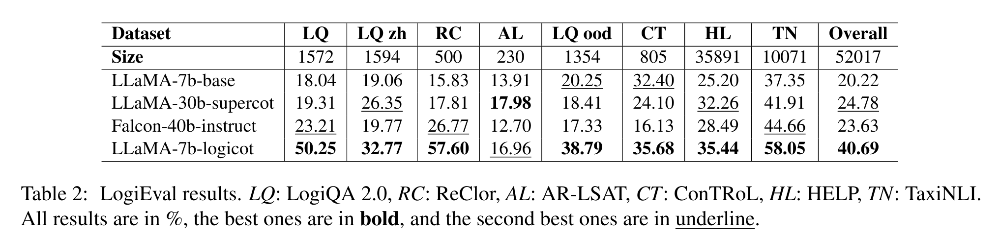 Dataset LQ LQ zh RC AL LQ ood CT HL TN Overall
Size 1572 1594 500 230 1354 805 35891 10071 52017
LLaMA-7b-base 18.04 19.06 15.83 13.91 20.25 32.40 25.20 37.35 20.22
LLaMA-30b-supercot 19.31 26.35 17.81 17.98 18.41 24.10 32.26 41.91 24.78
Falcon-40b-instruct 23.21 19.77 26.77 12.70 17.33 16.13 28.49 44.66 23.63
LLaMA-7b-logicot 50.25 32.77 57.60 16.96 38.79 35.68 35.44 58.05 40.69
Table 2: LogiEval results. LQ: LogiQA 2.0, RC: ReClor, AL: AR-LSAT, CT: ConTRoL, HL: HELP, TN: TaxiNLI.
All results are in %, the best ones are in bold, and the second best ones are in underline.